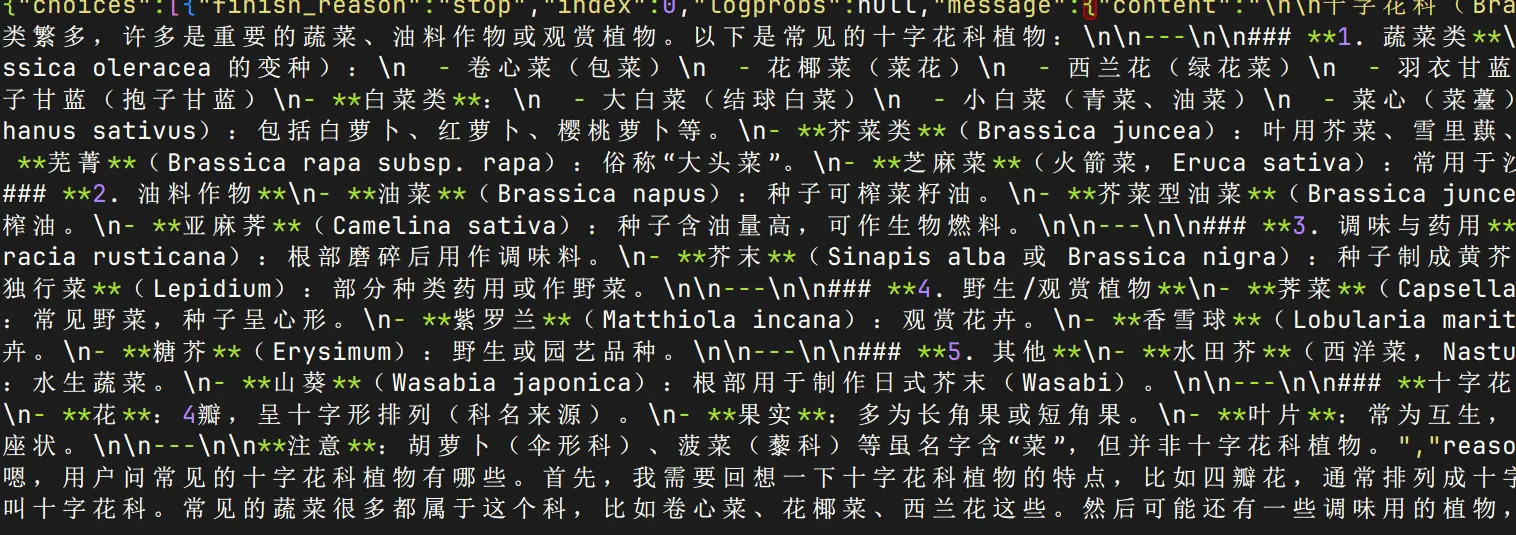 {"choices":[{"finish_reason":"stop","index":0,"logprobs":null,"message":{"content":"\n\n十字花科（Bra
类繁多，许多是重要的蔬菜、油料作物或观赏植物。以下是常见的十字花科植物：\n\n---\n\n### **1. 蔬菜类**\
ssica oleracea 的变种）：\n  - 卷心菜（包菜）\n  - 花椰菜（菜花）\n  - 西兰花（绿花菜）\n  - 羽衣甘蓝
子甘蓝（抱子甘蓝）\n- **白菜类**：\n  - 大白菜（结球白菜）\n  - 小白菜（青菜、油菜）\n  - 菜心（菜薹）
hanus sativus）：包括白萝卜、红萝卜、樱桃萝卜等。\n- **芥菜类**（Brassica juncea）：叶用芥菜、雪里蕻、
**芜菁**（Brassica rapa subsp. rapa）：俗称“大头菜”。\n- **芝麻菜**（火箭菜，Eruca sativa）：常用于沙
### **2. 油料作物**\n- **油菜**（Brassica napus）：种子可榨菜籽油。\n- **芥菜型油菜**（Brassica junce
榨油。\n- **亚麻荠**（Camelina sativa）：种子含油量高，可作生物燃料。\n\n---\n\n### **3. 调味与药用**
racia rusticana）：根部磨碎后用作调味料。\n- **芥末**（Sinapis alba 或 Brassica nigra）：种子制成黄芥
独行菜**（Lepidium）：部分种类药用或作野菜。\n\n---\n\n### **4. 野生/观赏植物**\n- **荠菜**（Capsella
：常见野菜，种子呈心形。\n- **紫罗兰**（Matthiola incana）：观赏花卉。\n- **香雪球**（Lobularia marit
卉。\n- **糖芥**（Erysimum）：野生或园艺品种。\n\n---\n\n### **5. 其他**\n- **水田芥**（西洋菜，Nastu
：水生蔬菜。\n- **山葵**（Wasabia japonica）：根部用于制作日式芥末（Wasabi）。\n\n---\n\n### **十字花
\n- **花**：4瓣，呈十字形排列（科名来源）。\n- **果实**：多为长角果或短角果。\n- **叶片**：常为互生，
座状。\n\n---\n\n**注意**：胡萝卜（伞形科）、菠菜（藜科）等虽名字含“菜”，但并非十字花科植物。","reaso
嗯，用户问常见的十字花科植物有哪些。首先，我需要回想一下十字花科植物的特点，比如四瓣花，通常排列成十字
叫十字花科。常见的蔬菜很多都属于这个科，比如卷心菜、花椰菜、西兰花这些。然后可能还有一些调味用的植物，